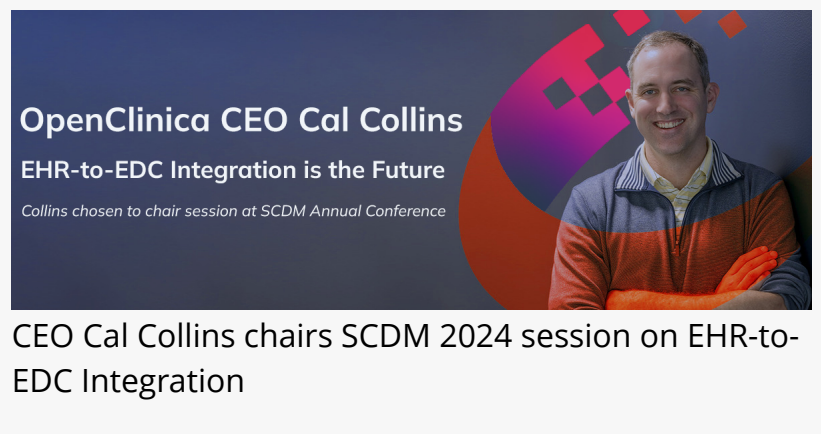 OpenClinica CEO Cal Collins
EHR-to-EDC Integration is the Future
Collins chosen to chair session at SCDM Annual Conference
CEO Cal Collins chairs SCDM 2024 session on EHR-to-
EDC Integration